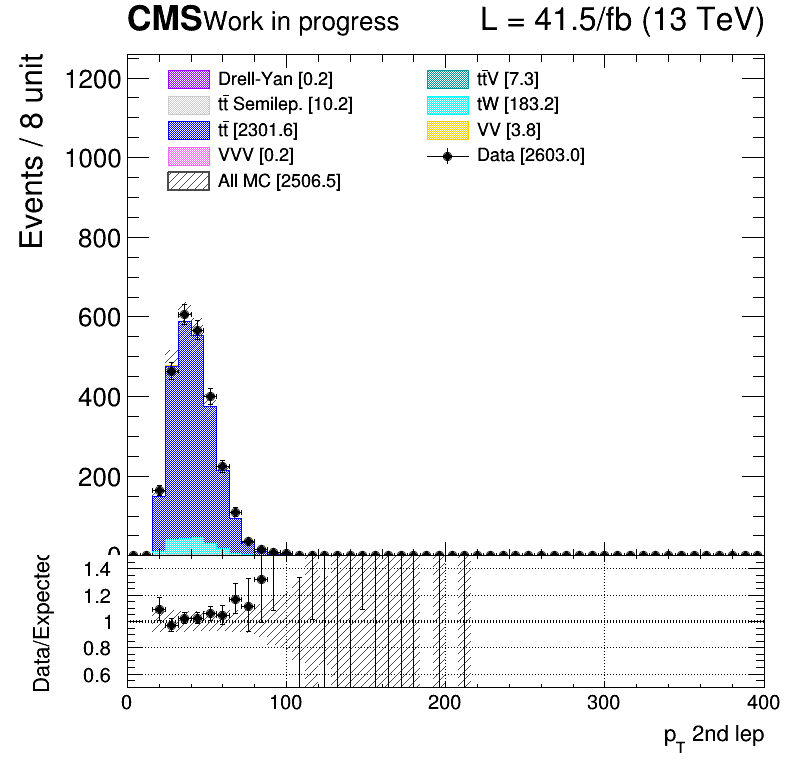 CMS Work in progress L = 41.5/fb (13 TeV)
Events / 8 unit
1200
1000
800
600
400
200
0
Drell-Yan [0.2]
tt̄ Semilep. [10.2]
tt̄ [2301.6]
VVV [0.2]
All MC [2506.5]
tt̄V [7.3]
tW [183.2]
VV [3.8]
Data [2603.0]
Data/Expected
1.4
1.2
1
0.8
0.6
0 100 200 300 400
p_T 2nd lep